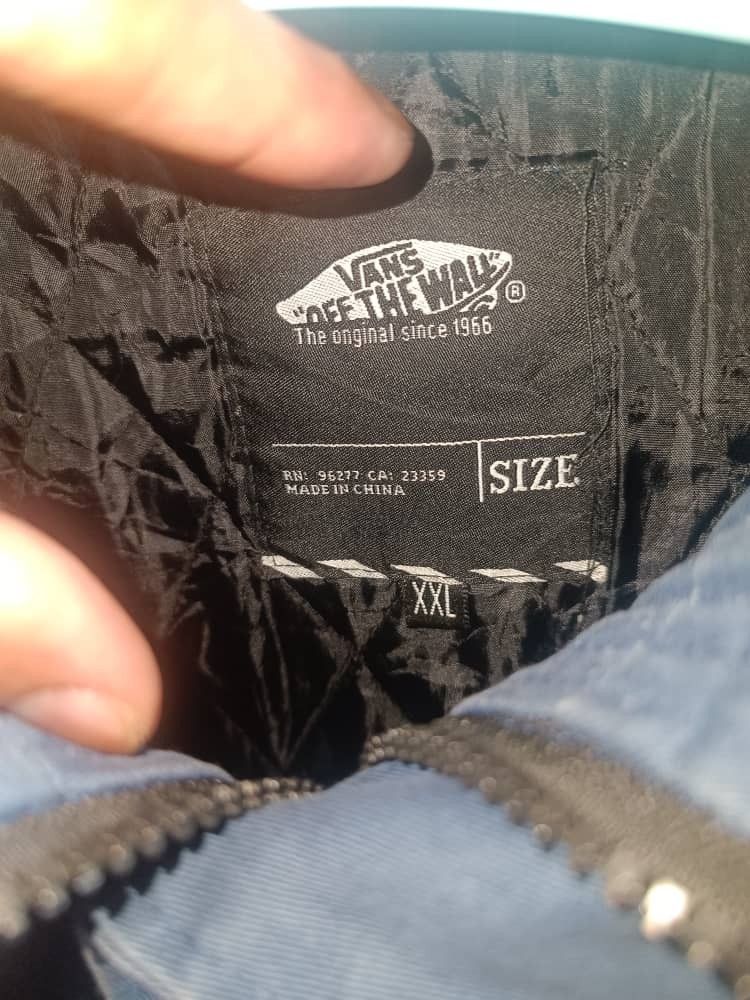 VANS
"OFF THE WALL"
®
The original since 1966
RN: 96277 CA: 23359
MADE IN CHINA
SIZE
XXL